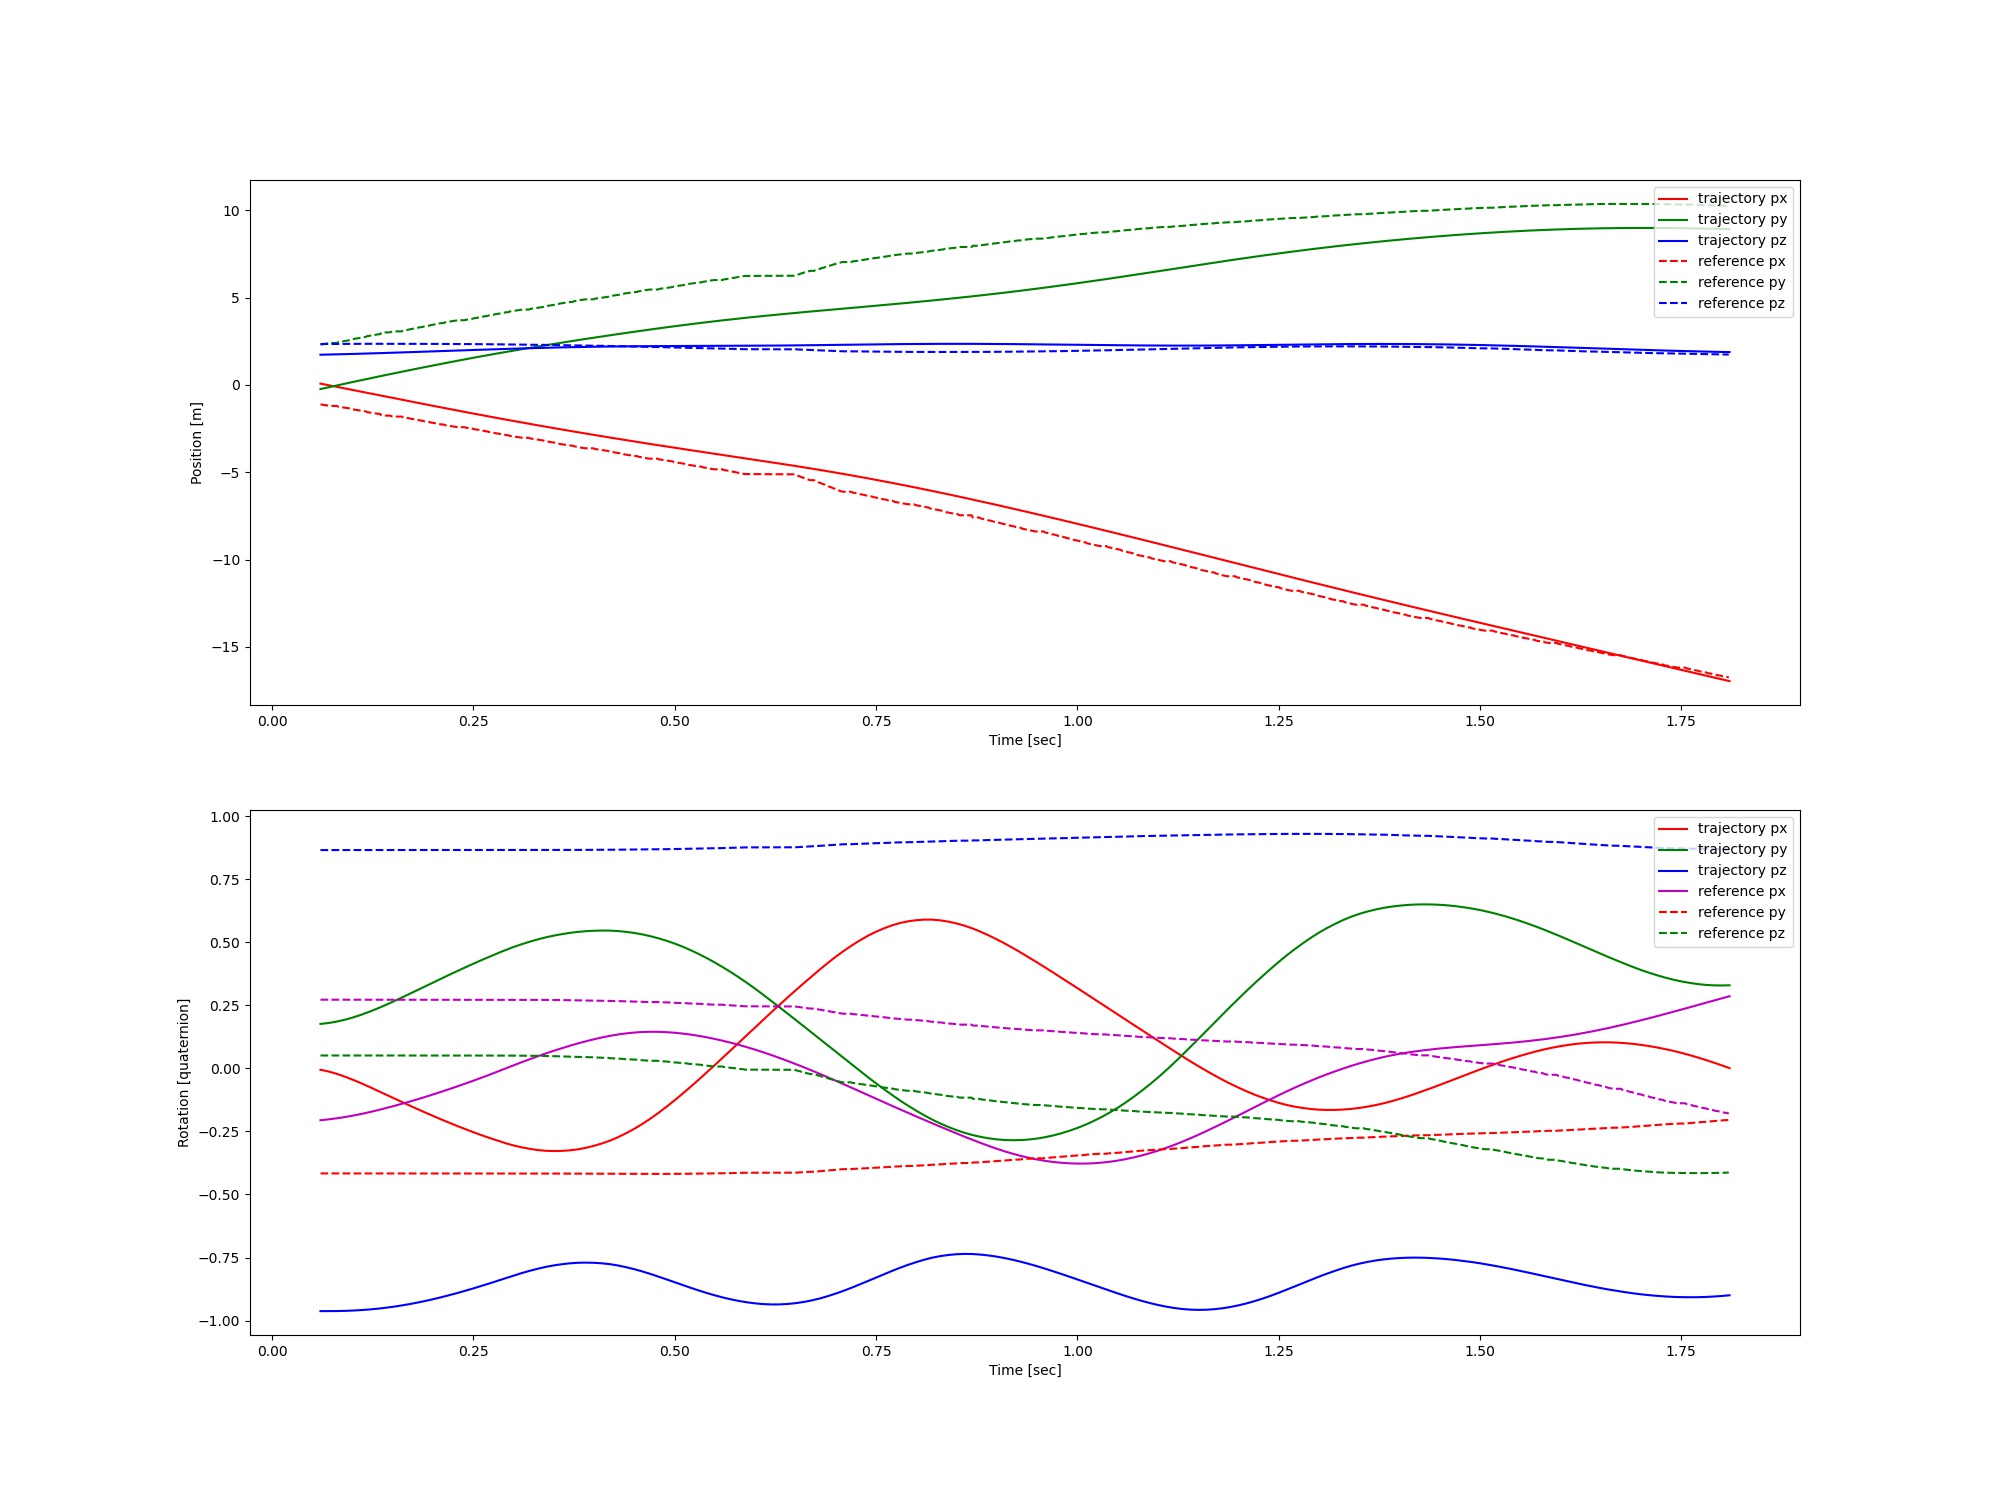 10
5
0
−5
−10
−15
Position [m]
0.00 0.25 0.50 0.75 1.00 1.25 1.50 1.75
Time [sec]
trajectory px
trajectory py
trajectory pz
reference px
reference py
reference pz
1.00
0.75
0.50
0.25
0.00
−0.25
−0.50
−0.75
−1.00
Rotation [quaternion]
0.00 0.25 0.50 0.75 1.00 1.25 1.50 1.75
Time [sec]
trajectory px
trajectory py
trajectory pz
reference px
reference py
reference pz